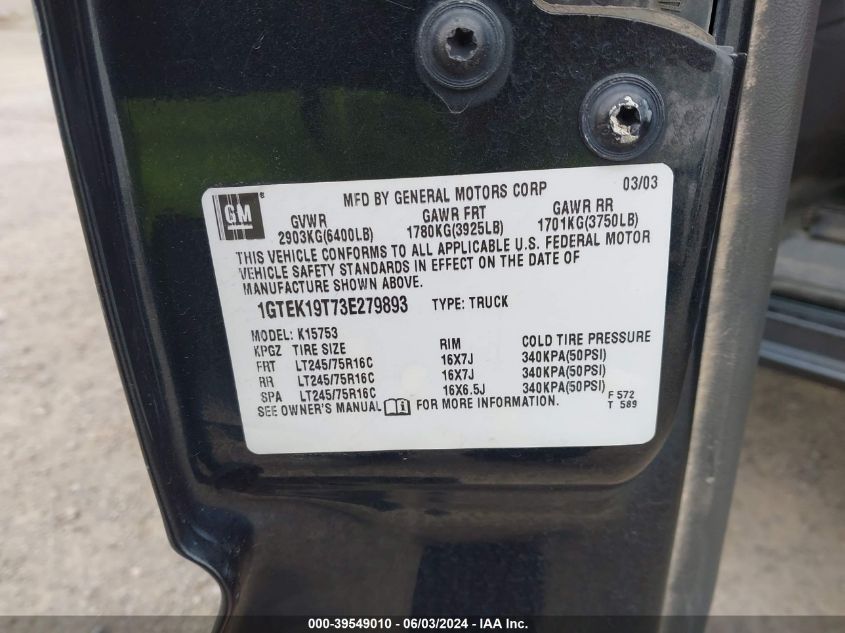 GM ®
MFD BY GENERAL MOTORS CORP 03/03
GVWR GAWR FRT GAWR RR
2903KG(6400LB) 1780KG(3925LB) 1701KG(3750LB)
THIS VEHICLE CONFORMS TO ALL APPLICABLE U.S. FEDERAL MOTOR
VEHICLE SAFETY STANDARDS IN EFFECT ON THE DATE OF
MANUFACTURE SHOWN ABOVE.
1GTEK19T73E279893 TYPE: TRUCK
MODEL: K15753
KPGZ TIRE SIZE RIM COLD TIRE PRESSURE
FRT LT245/75R16C 16X7J 340KPA(50PSI)
RR LT245/75R16C 16X7J 340KPA(50PSI)
SPA LT245/75R16C 16X6.5J 340KPA(50PSI)
SEE OWNER'S MANUAL i FOR MORE INFORMATION.
F 572
T 589
000-39549010 - 06/03/2024 - IAA Inc.